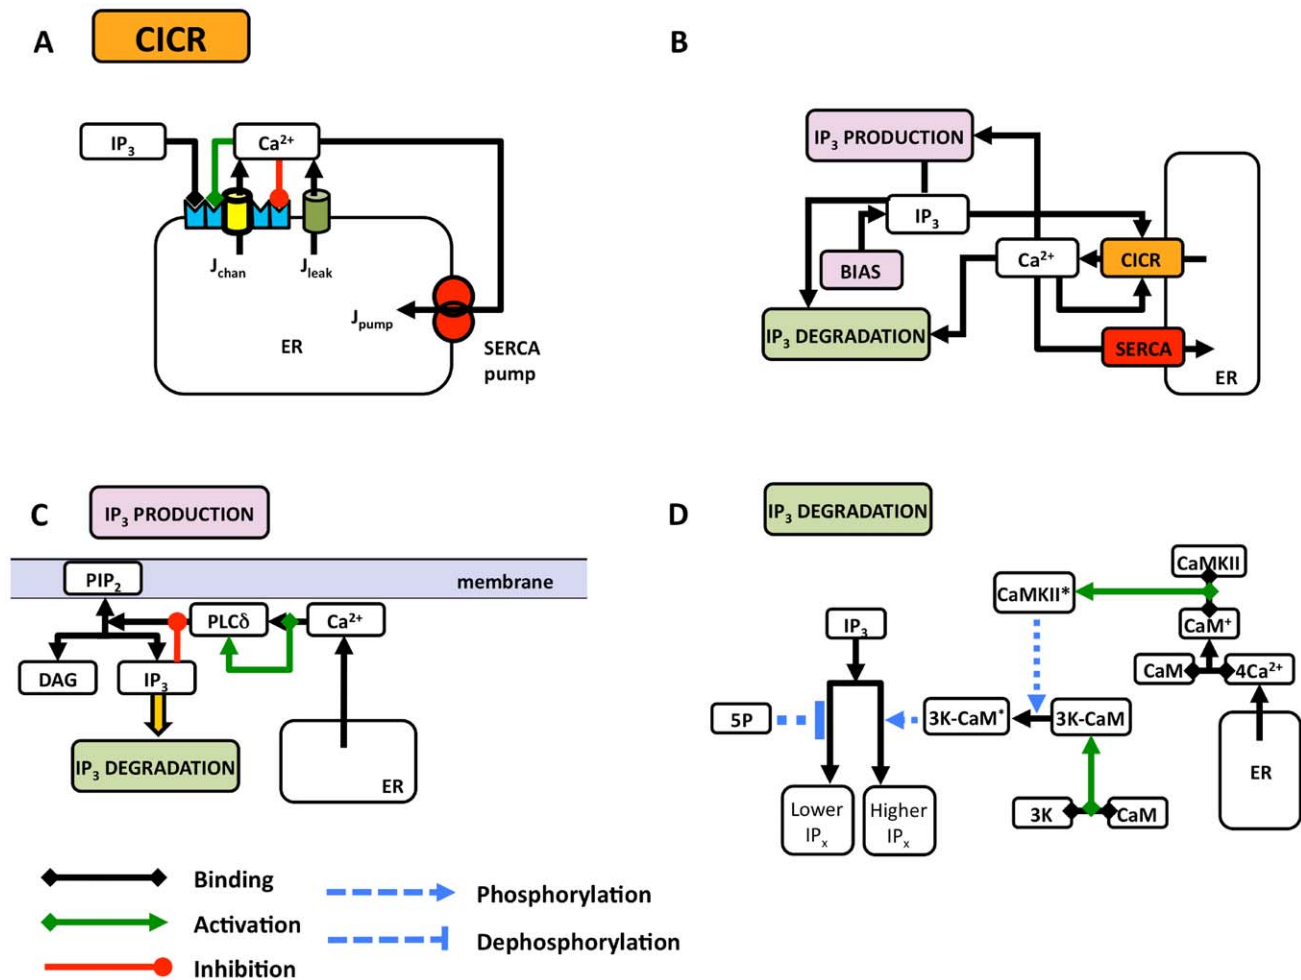 A
CICR
IP3
Ca2+
Jchan
Jleak
Jpump
ER
SERCA
pump
B
IP3 PRODUCTION
IP3
BIAS
Ca2+
CICR
IP3 DEGRADATION
SERCA
ER
C
IP3 PRODUCTION
PIP2
membrane
PLCδ
Ca2+
DAG
IP3
IP3 DEGRADATION
ER
D
IP3 DEGRADATION
CaMKII
CaMKII*
IP3
CaM+
CaM
4Ca2+
5P
3K-CaM*
3K-CaM
ER
Lower
IPx
Higher
IPx
3K
CaM
Binding
Activation
Inhibition
Phosphorylation
Dephosphorylation